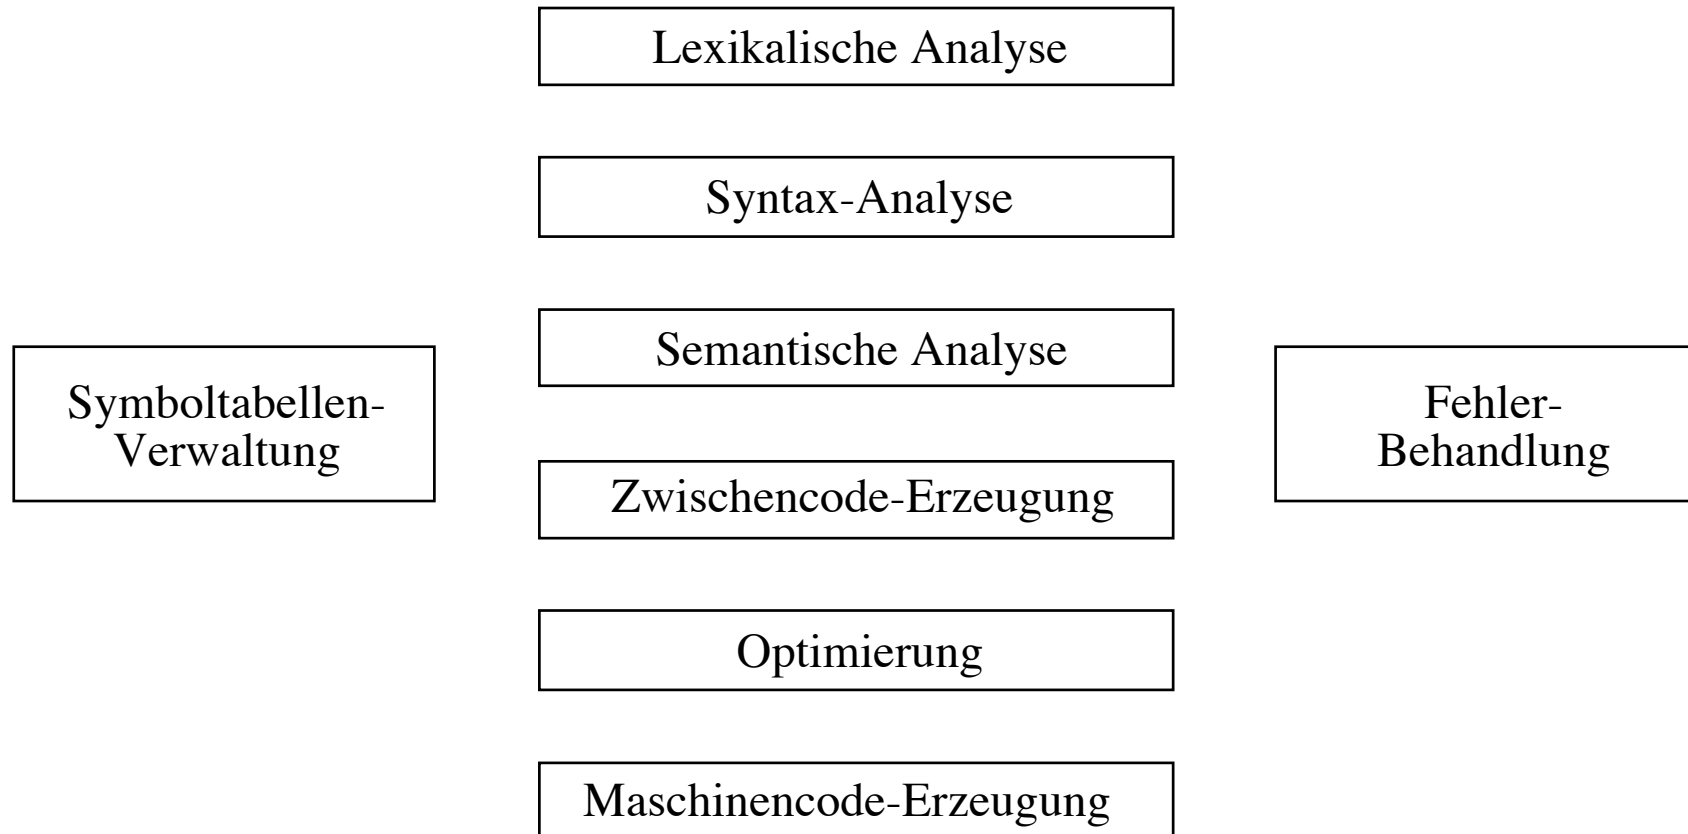 Lexikalische Analyse
Syntax-Analyse
Semantische Analyse
Symboltabellen-
Verwaltung
Fehler-
Behandlung
Zwischencode-Erzeugung
Optimierung
Maschinencode-Erzeugung